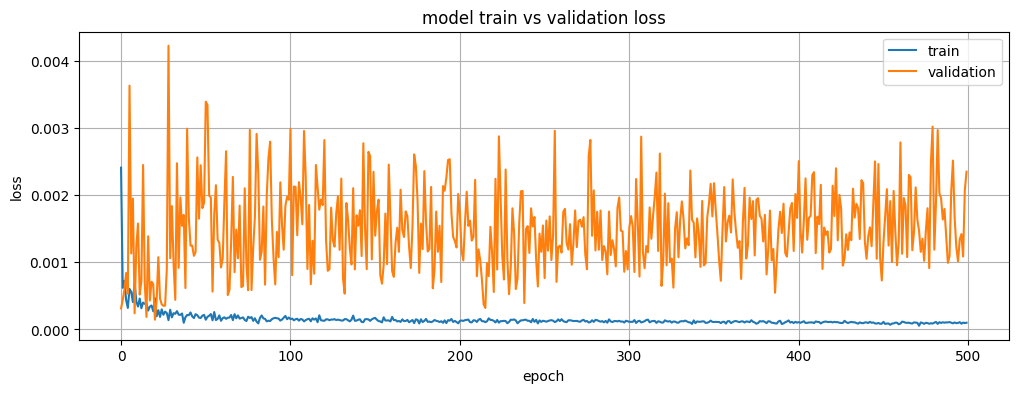 model train vs validation loss
train
validation
loss
0.004
0.003
0.002
0.001
0.000
0 100 200 300 400 500
epoch